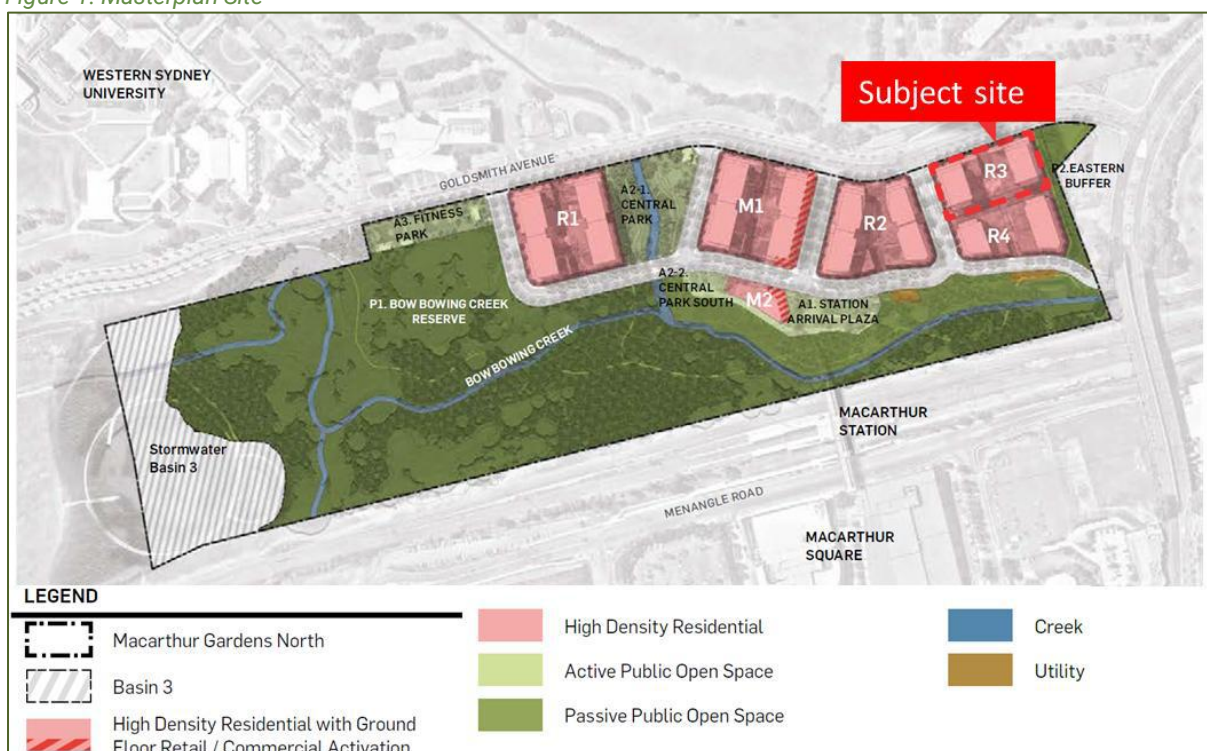 Figure 1: Masterplan Site
WESTERN SYDNEY
UNIVERSITY
Subject site
GOLDSMITH AVENUE
A3. FITNESS
PARK
R1
A2-1.
CENTRAL
PARK
M1
R2
R3
R4
P2.EASTERN
BUFFER
P1. BOW BOWING CREEK
RESERVE
A2-2.
CENTRAL
PARK SOUTH
M2
A1. STATION
ARRIVAL PLAZA
BOW BOWING CREEK
Stormwater
Basin 3
MACARTHUR
STATION
MENANGLE ROAD
MACARTHUR
SQUARE
LEGEND
Macarthur Gardens North
Basin 3
High Density Residential with Ground
Floor Retail / Commercial Activation
High Density Residential
Active Public Open Space
Passive Public Open Space
Creek
Utility